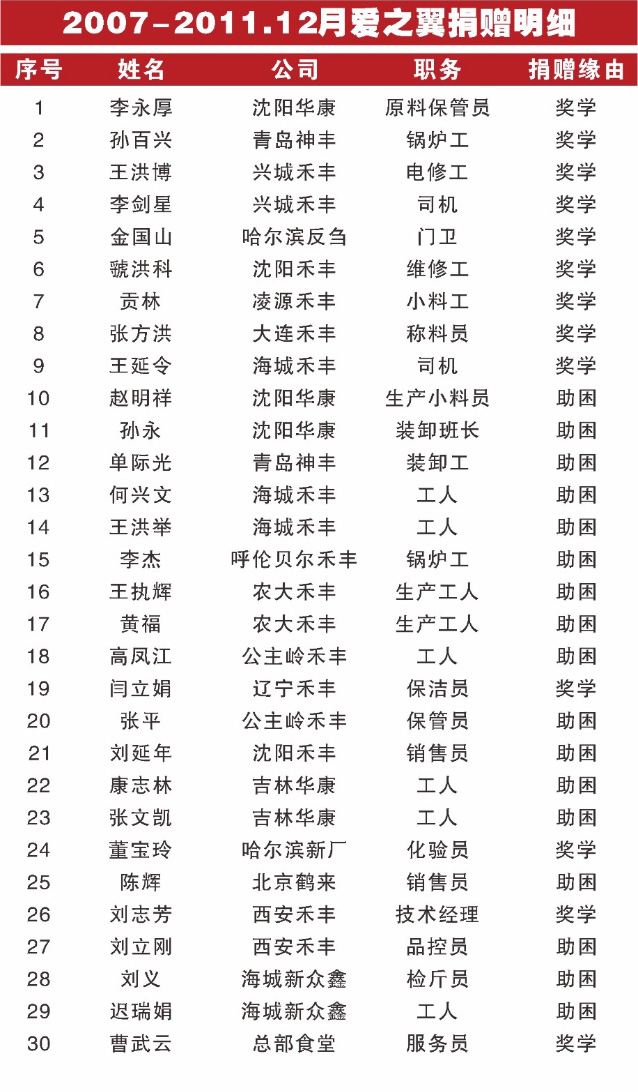 2007-2011.12月爱之翼捐赠明细
序号 姓名 公司 职务 捐赠缘由
1 李永厚 沈阳华康 原料保管员 奖学
2 孙百兴 青岛神丰 锅炉工 奖学
3 王洪博 兴城禾丰 电修工 奖学
4 李剑星 兴城禾丰 司机 奖学
5 金国山 哈尔滨反刍 门卫 奖学
6 虢洪科 沈阳禾丰 维修工 奖学
7 贡林 凌源禾丰 小料工 奖学
8 张方洪 大连禾丰 称料员 奖学
9 王延令 海城禾丰 司机 奖学
10 赵明祥 沈阳华康 生产小料员 助困
11 孙永 沈阳华康 装卸班长 助困
12 单际光 青岛神丰 装卸工 助困
13 何兴文 海城禾丰 工人 助困
14 王洪举 海城禾丰 工人 助困
15 李杰 呼伦贝尔禾丰 锅炉工 助困
16 王执辉 农大禾丰 生产工人 助困
17 黄福 农大禾丰 生产工人 助困
18 高凤江 公主岭禾丰 工人 助困
19 闫立娟 辽宁禾丰 保洁员 奖学
20 张平 公主岭禾丰 保管员 助困
21 刘延年 沈阳禾丰 销售员 助困
22 康志林 吉林华康 工人 助困
23 张文凯 吉林华康 工人 助困
24 董宝玲 哈尔滨新厂 化验员 奖学
25 陈辉 北京鹤来 销售员 助困
26 刘志芳 西安禾丰 技术经理 奖学
27 刘立刚 西安禾丰 品控员 助困
28 刘义 海城新众鑫 检斤员 助困
29 迟瑞娟 海城新众鑫 工人 助困
30 曹武云 总部食堂 服务员 奖学